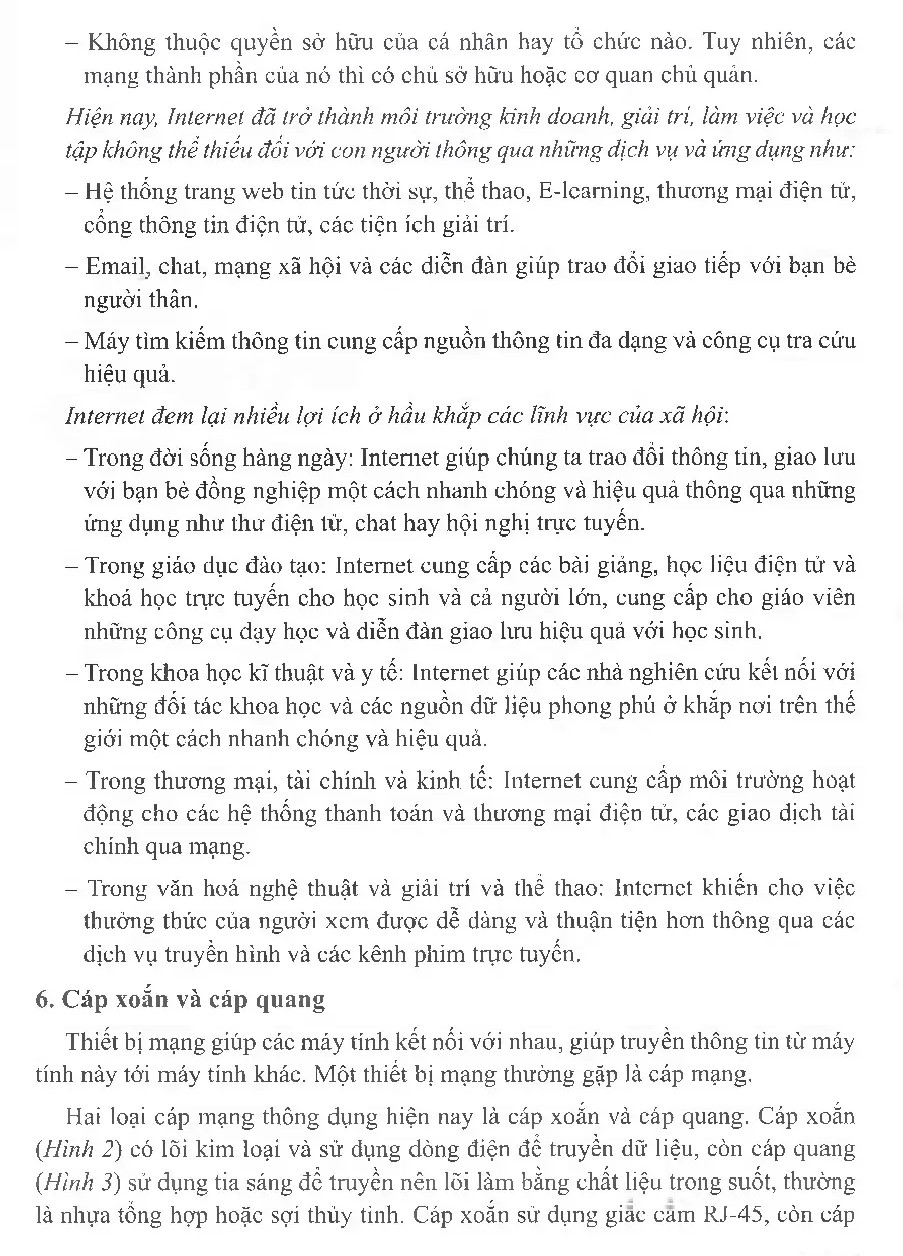 – Không thuộc quyền sở hữu của cá nhân hay tổ chức nào. Tuy nhiên, các
mạng thành phần của nó thì có chủ sở hữu hoặc cơ quan chủ quản.
Hiện nay, Internet đã trở thành môi trường kinh doanh, giải trí, làm việc và học
tập không thể thiếu đối với con người thông qua những dịch vụ và ứng dụng như:
– Hệ thống trang web tin tức thời sự, thể thao, E-learning, thương mại điện tử,
cổng thông tin điện tử, các tiện ích giải trí.
– Email, chat, mạng xã hội và các diễn đàn giúp trao đổi giao tiếp với bạn bè
người thân.
– Máy tìm kiếm thông tin cung cấp nguồn thông tin đa dạng và công cụ tra cứu
hiệu quả.
Internet đem lại nhiều lợi ích ở hầu khắp các lĩnh vực của xã hội:
– Trong đời sống hàng ngày: Internet giúp chúng ta trao đổi thông tin, giao lưu
với bạn bè đồng nghiệp một cách nhanh chóng và hiệu quả thông qua những
ứng dụng như thư điện tử, chat hay hội nghị trực tuyến.
– Trong giáo dục đào tạo: Internet cung cấp các bài giảng, học liệu điện tử và
khoá học trực tuyến cho học sinh và cả người lớn, cung cấp cho giáo viên
những công cụ dạy học và diễn đàn giao lưu hiệu quả với học sinh.
– Trong khoa học kĩ thuật và y tế: Internet giúp các nhà nghiên cứu kết nối với
những đối tác khoa học và các nguồn dữ liệu phong phú ở khắp nơi trên thế
giới một cách nhanh chóng và hiệu quả.
– Trong thương mại, tài chính và kinh tế: Internet cung cấp môi trường hoạt
động cho các hệ thống thanh toán và thương mại điện tử, các giao dịch tài
chính qua mạng.
– Trong văn hoá nghệ thuật và giải trí và thể thao: Internet khiến cho việc
thưởng thức của người xem được dễ dàng và thuận tiện hơn thông qua các
dịch vụ truyền hình và các kênh phim trực tuyến.
6. Cáp xoắn và cáp quang
Thiết bị mạng giúp các máy tính kết nối với nhau, giúp truyền thông tin từ máy
tính này tới máy tính khác. Một thiết bị mạng thường gặp là cáp mạng.
Hai loại cáp mạng thông dụng hiện nay là cáp xoắn và cáp quang. Cáp xoắn
(Hình 2) có lõi kim loại và sử dụng dòng điện để truyền dữ liệu, còn cáp quang
(Hình 3) sử dụng tia sáng để truyền nên lõi làm bằng chất liệu trong suốt, thường
là nhựa tổng hợp hoặc sợi thủy tinh. Cáp xoắn sử dụng giắc cắm RJ-45, còn cáp